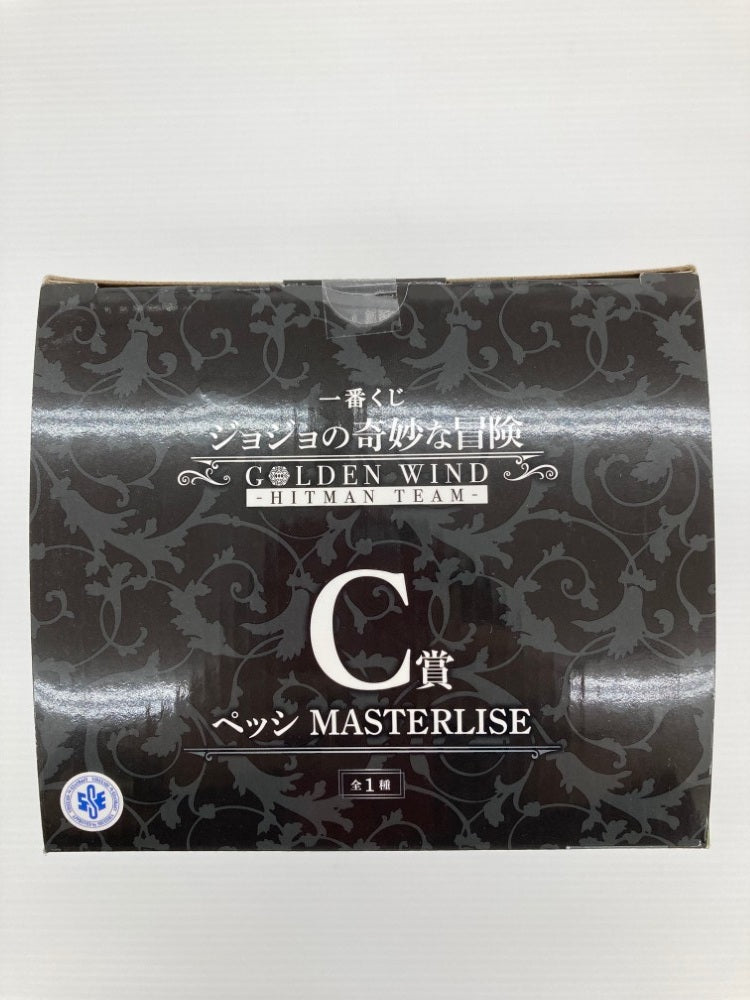 一番くじ
ジョジョの奇妙な冒険
GOLDEN WIND
-HITMAN TEAM-
C賞
ペッシ MASTERLISE
全1種